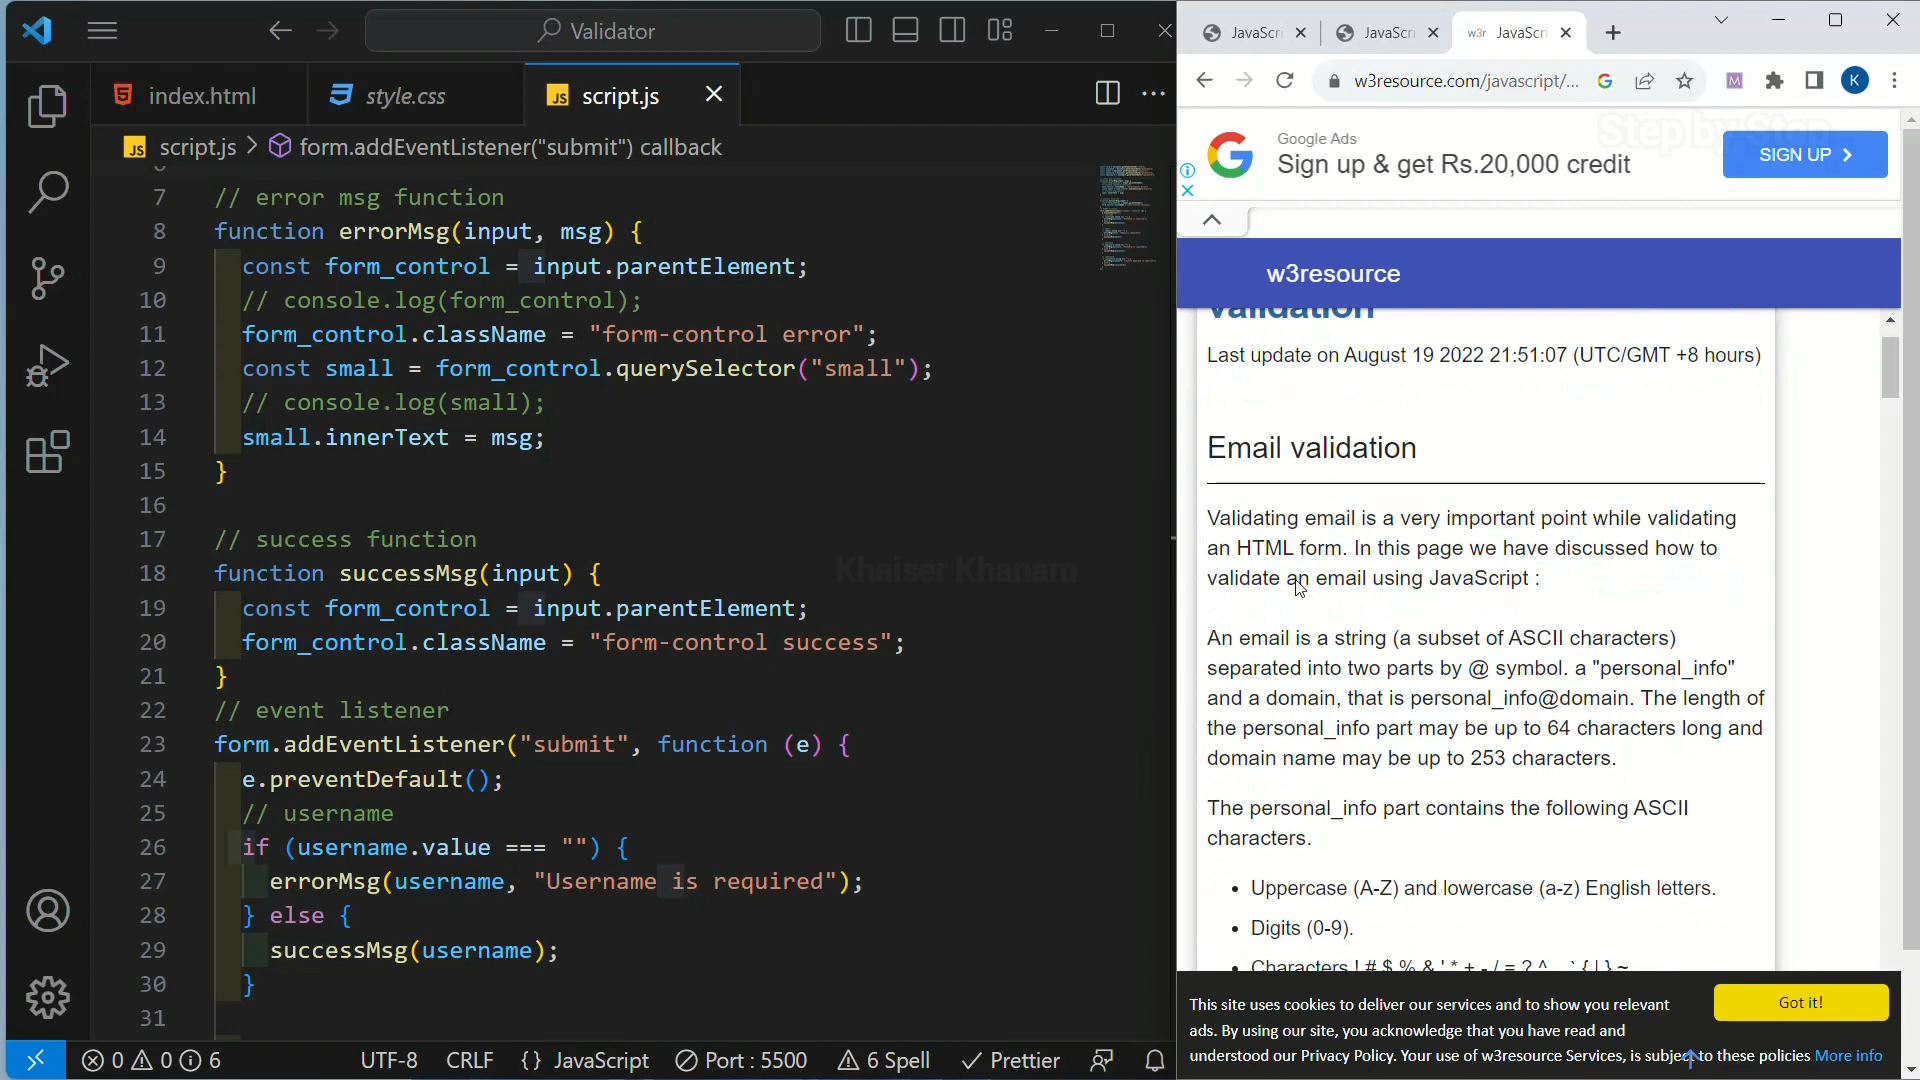 Validator
index.html
style.css
script.js
script.js > form.addEventListener("submit") callback
7 // error msg function
8 function errorMsg(input, msg) {
9 const form_control = input.parentElement;
10 // console.log(form_control);
11 form_control.className = "form-control error";
12 const small = form_control.querySelector("small");
13 // console.log(small);
14 small.innerText = msg;
15 }
16
17 // success function
18 function successMsg(input) {
19 const form_control = input.parentElement;
20 form_control.className = "form-control success";
21 }
22 // event listener
23 form.addEventListener("submit", function (e) {
24 e.preventDefault();
25 // username
26 if (username.value === "") {
27 errorMsg(username, "Username is required");
28 } else {
29 successMsg(username);
30 }
31
Khaiser Khanam
0 0 6
UTF-8
CRLF
{ } JavaScript
Port : 5500
6 Spell
Prettier
JavaScri
JavaScri
w3r JavaScri
w3resource.com/javascript/...
K
Step by Step
Google Ads
Sign up & get Rs.20,000 credit
SIGN UP
w3resource
validation
Last update on August 19 2022 21:51:07 (UTC/GMT +8 hours)
Email validation
Validating email is a very important point while validating
an HTML form. In this page we have discussed how to
validate an email using JavaScript :
An email is a string (a subset of ASCII characters)
separated into two parts by @ symbol. a "personal_info"
and a domain, that is personal_info@domain. The length of
the personal_info part may be up to 64 characters long and
domain name may be up to 253 characters.
The personal_info part contains the following ASCII
characters.
• Uppercase (A-Z) and lowercase (a-z) English letters.
• Digits (0-9).
• Characters ! # $ % & ' * + - / = ? ^ _ ` { | } ~
This site uses cookies to deliver our services and to show you relevant
ads. By using our site, you acknowledge that you have read and
understood our Privacy Policy. Your use of w3resource Services, is subject to these policies More info
Got it!